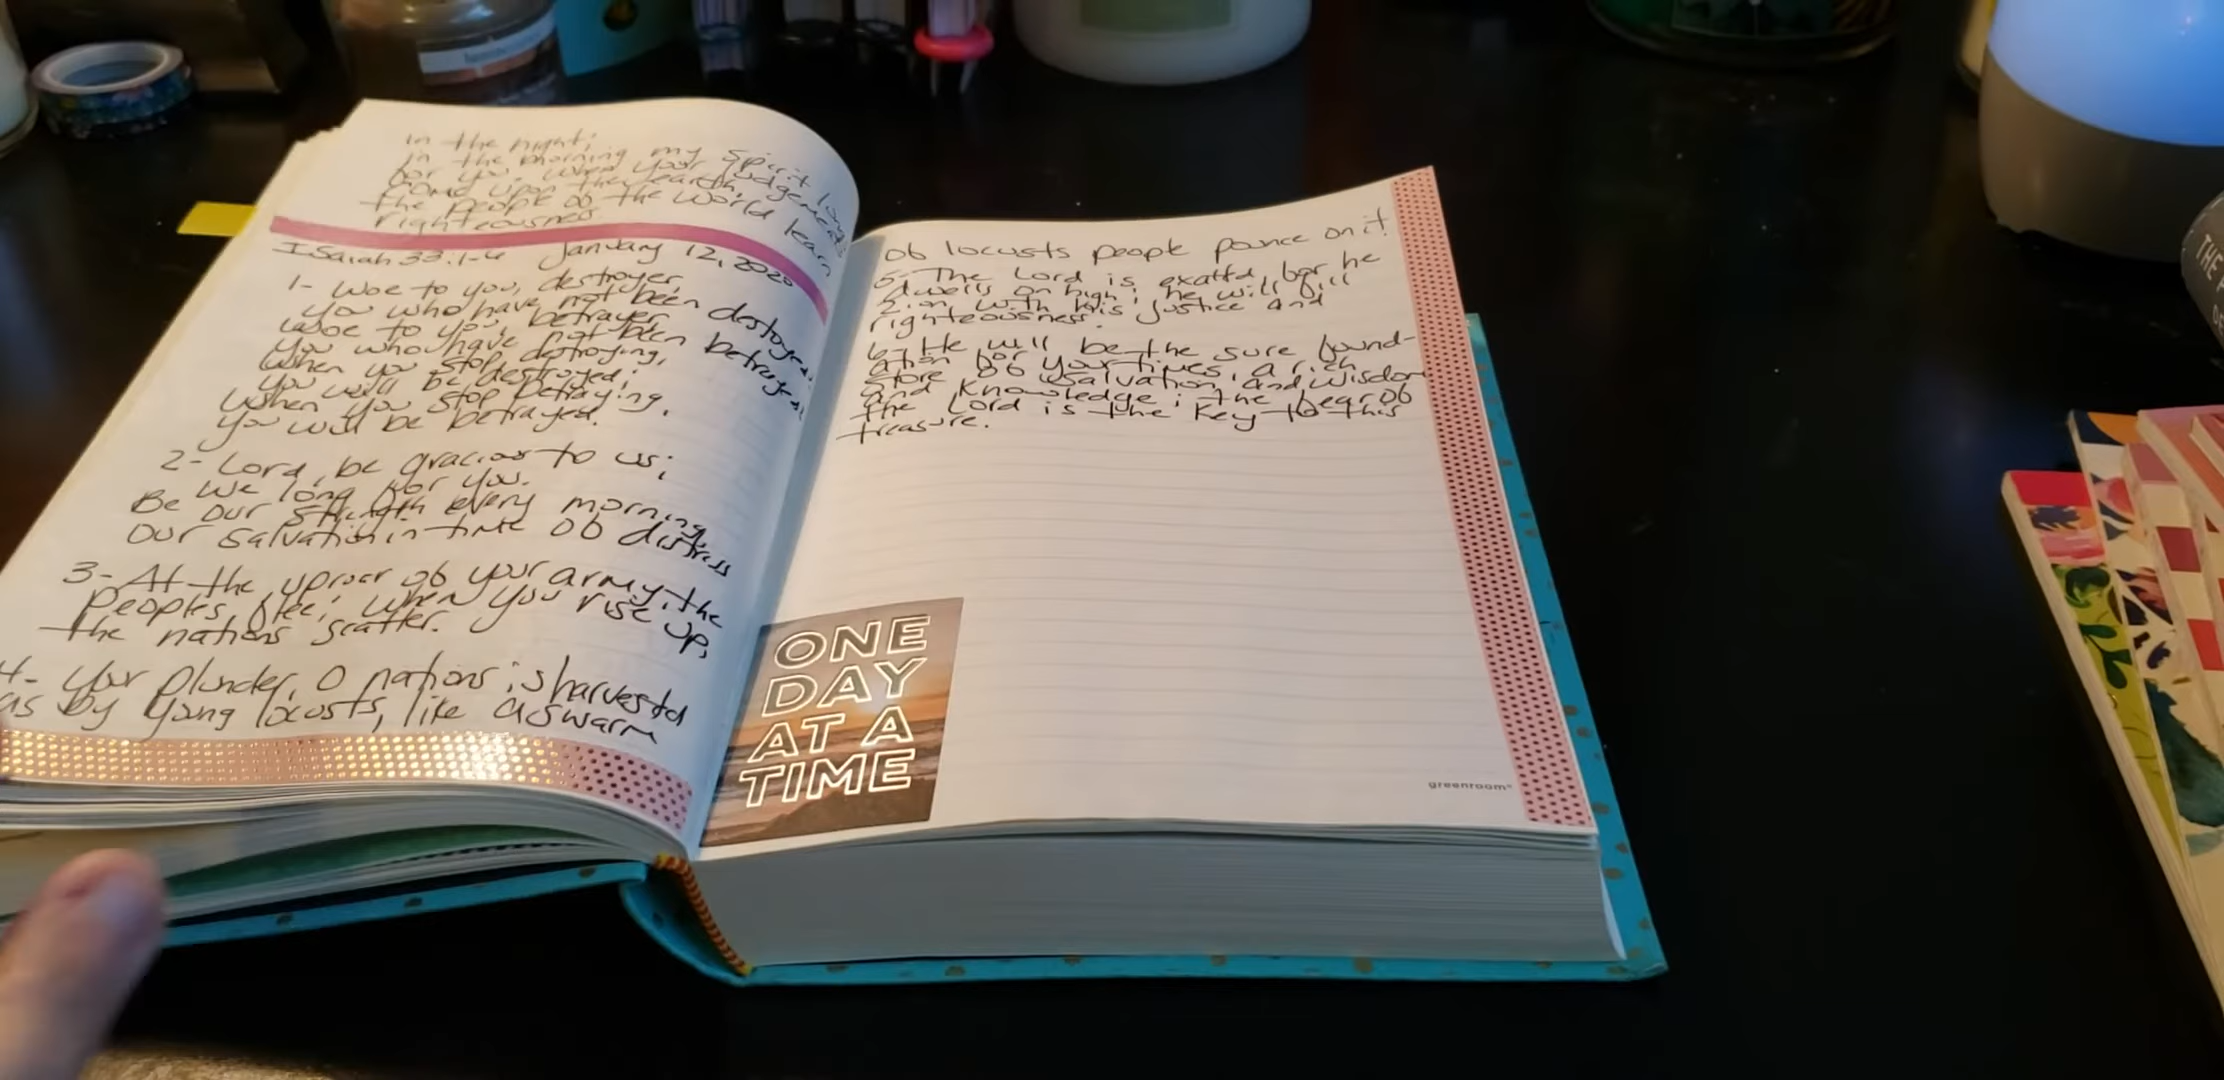 in the night;
in the morning my spirit longs
for you. When your judgements
come upon the earth,
the people of the world learn
righteousness.
Isaiah 33:1-6 January 12, 2020
1- Woe to you, destroyer,
you who have not been destroyed!
Woe to you, betrayer,
you who have not been betrayed!
When you stop destroying,
you will be destroyed;
when you stop betraying,
you will be betrayed.
2- Lord, be gracious to us;
we long for you.
Be our strength every morning,
our salvation in time of distress
3- At the uproar of your army, the
peoples flee; when you rise up,
the nations scatter.
4- Your plunder, O nations is harvestd
as by young locusts, like a swarm
of locusts people pounce on it.
5- The Lord is exaltd, for he
dwells on high; he will fill
Zion with his justice and
righteousness.
6- He will be the sure found-
ation for your times, a rich
store of salvation, and wisdom
and knowledge; the fear of
the Lord is the key to this
treasure.
ONE
DAY
AT A
TIME
greenroom
THE